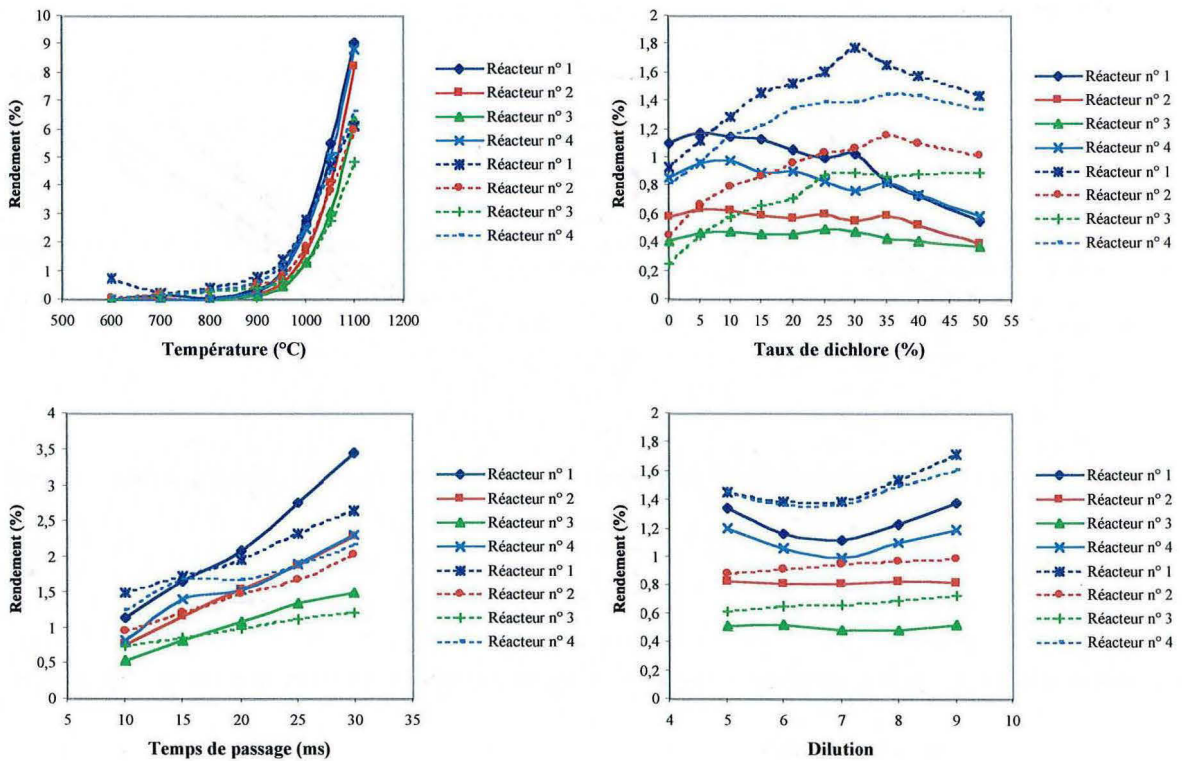 10
9
8
7
6
5
4
3
2
1
0
Rendement (%)
500 600 700 800 900 1000 1100 1200
Température (°C)
Réacteur n° 1
Réacteur n° 2
Réacteur n° 3
Réacteur n° 4
Réacteur n° 1
Réacteur n° 2
Réacteur n° 3
Réacteur n° 4
2
1,8
1,6
1,4
1,2
1
0,8
0,6
0,4
0,2
0
Rendement (%)
0 5 10 15 20 25 30 35 40 45 50 55
Taux de dichlore (%)
Réacteur n° 1
Réacteur n° 2
Réacteur n° 3
Réacteur n° 4
Réacteur n° 1
Réacteur n° 2
Réacteur n° 3
Réacteur n° 4
4
3,5
3
2,5
2
1,5
1
0,5
0
Rendement (%)
5 10 15 20 25 30 35
Temps de passage (ms)
Réacteur n° 1
Réacteur n° 2
Réacteur n° 3
Réacteur n° 4
Réacteur n° 1
Réacteur n° 2
Réacteur n° 3
Réacteur n° 4
2
1,8
1,6
1,4
1,2
1
0,8
0,6
0,4
0,2
0
Rendement (%)
4 5 6 7 8 9 10
Dilution
Réacteur n° 1
Réacteur n° 2
Réacteur n° 3
Réacteur n° 4
Réacteur n° 1
Réacteur n° 2
Réacteur n° 3
Réacteur n° 4